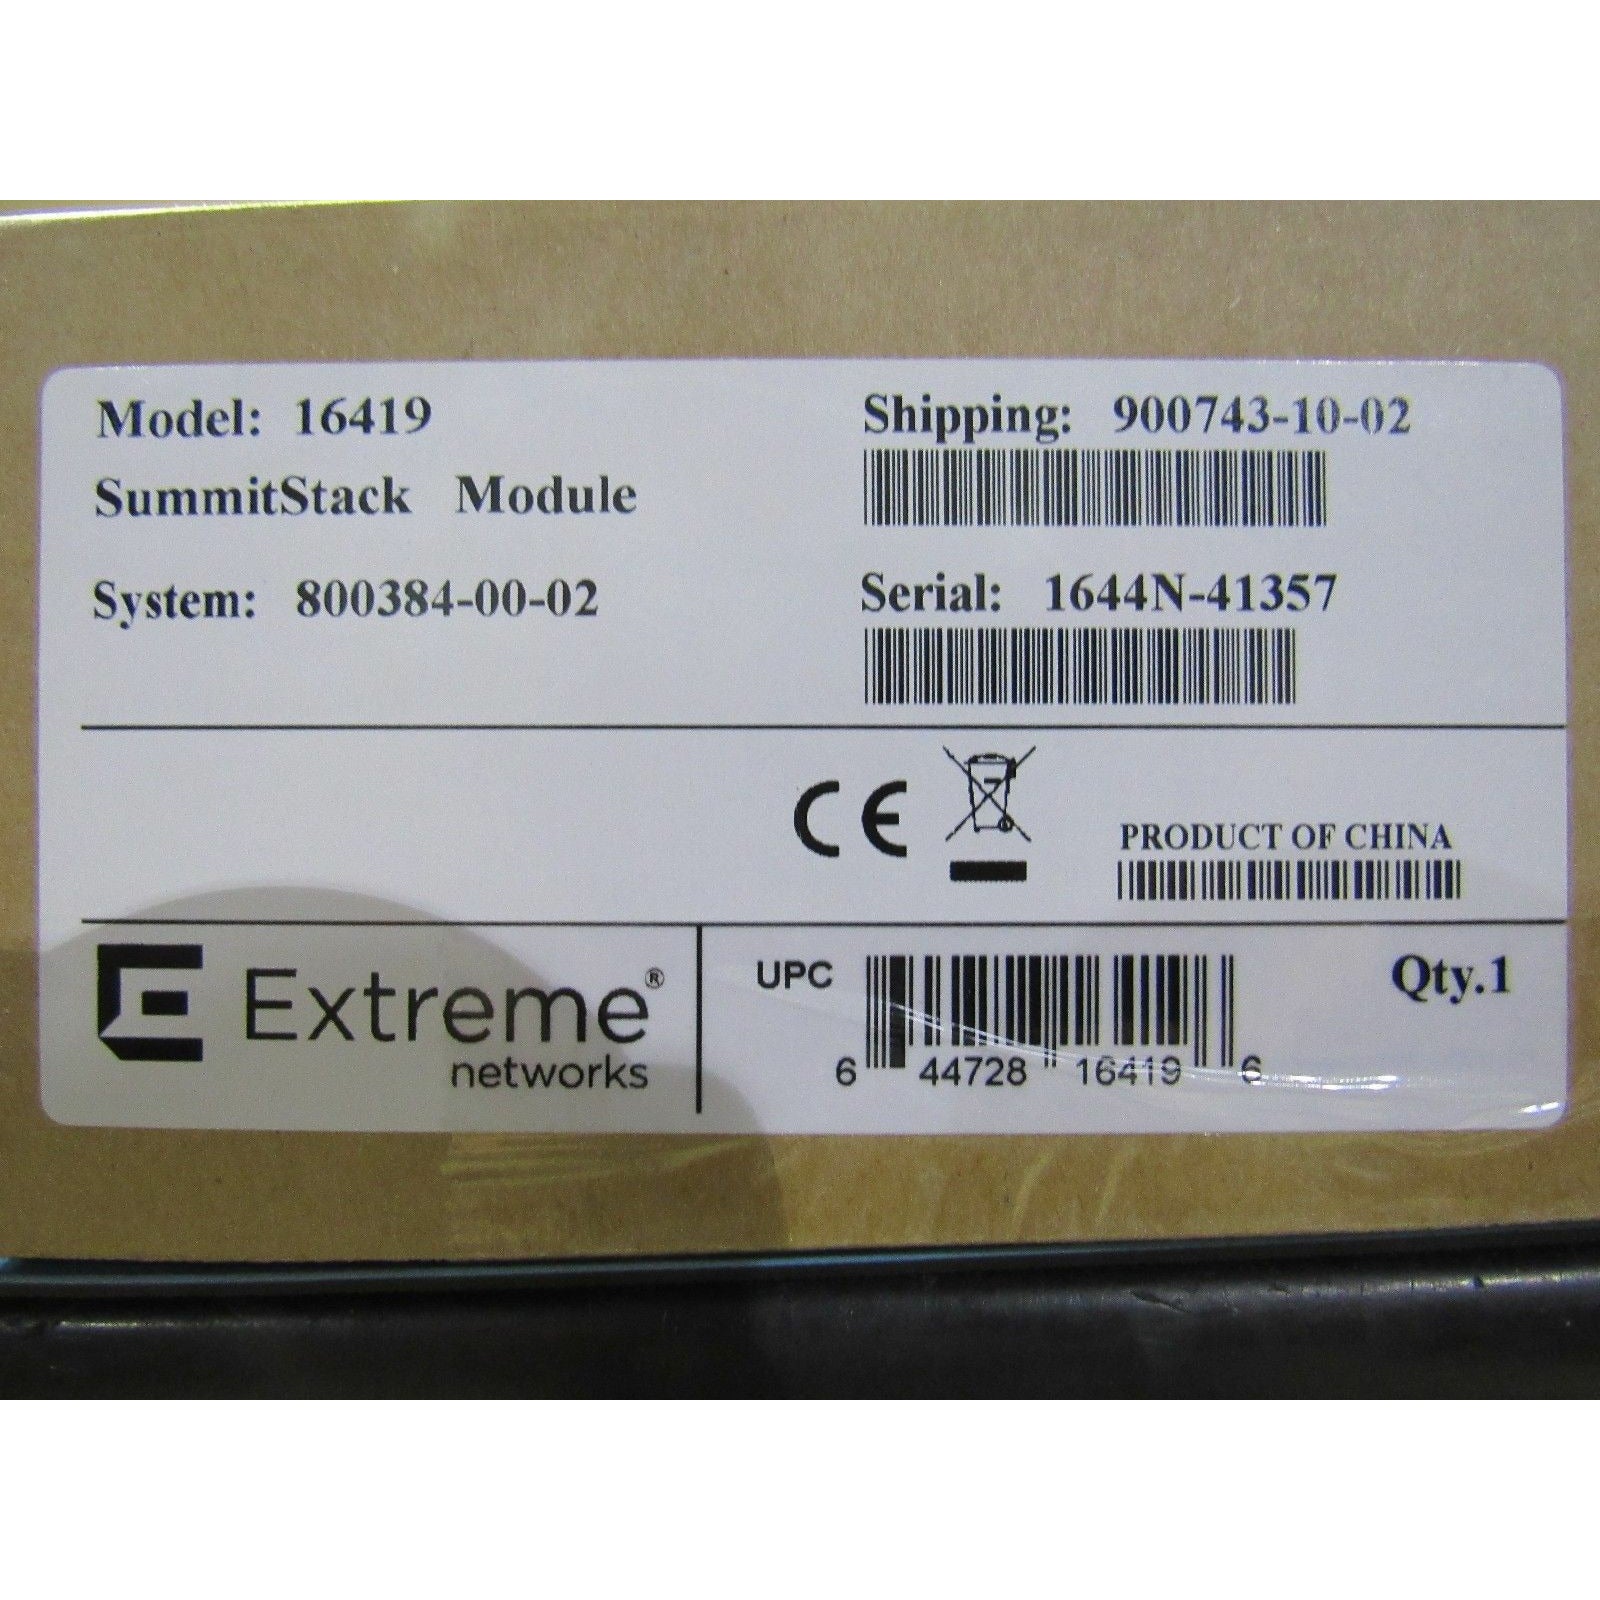 Model: 16419
SummitStack Module
System: 800384-00-02
Shipping: 900743-10-02
Serial: 1644N-41357
CE
PRODUCT OF CHINA
Extreme®
networks
UPC
6 44728 16419 6
Qty.1